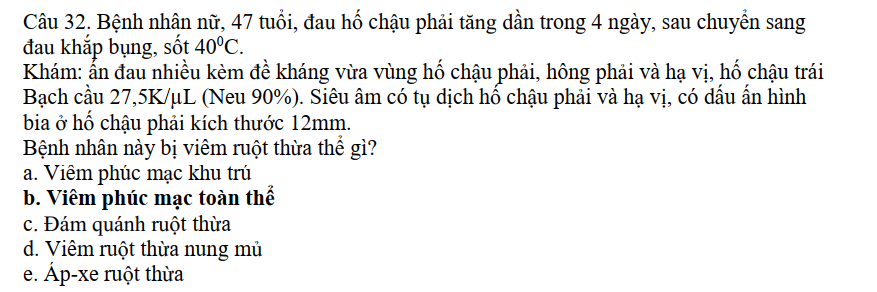 Câu 32. Bệnh nhân nữ, 47 tuổi, đau hố chậu phải tăng dần trong 4 ngày, sau chuyển sang
đau khắp bụng, sốt 40⁰C.
Khám: ấn đau nhiều kèm đề kháng vừa vùng hố chậu phải, hông phải và hạ vị, hố chậu trái
Bạch cầu 27,5K/µL (Neu 90%). Siêu âm có tụ dịch hố chậu phải và hạ vị, có dấu ấn hình
bia ở hố chậu phải kích thước 12mm.
Bệnh nhân này bị viêm ruột thừa thể gì?
a. Viêm phúc mạc khu trú
b. Viêm phúc mạc toàn thể
c. Đám quánh ruột thừa
d. Viêm ruột thừa nung mủ
e. Áp-xe ruột thừa